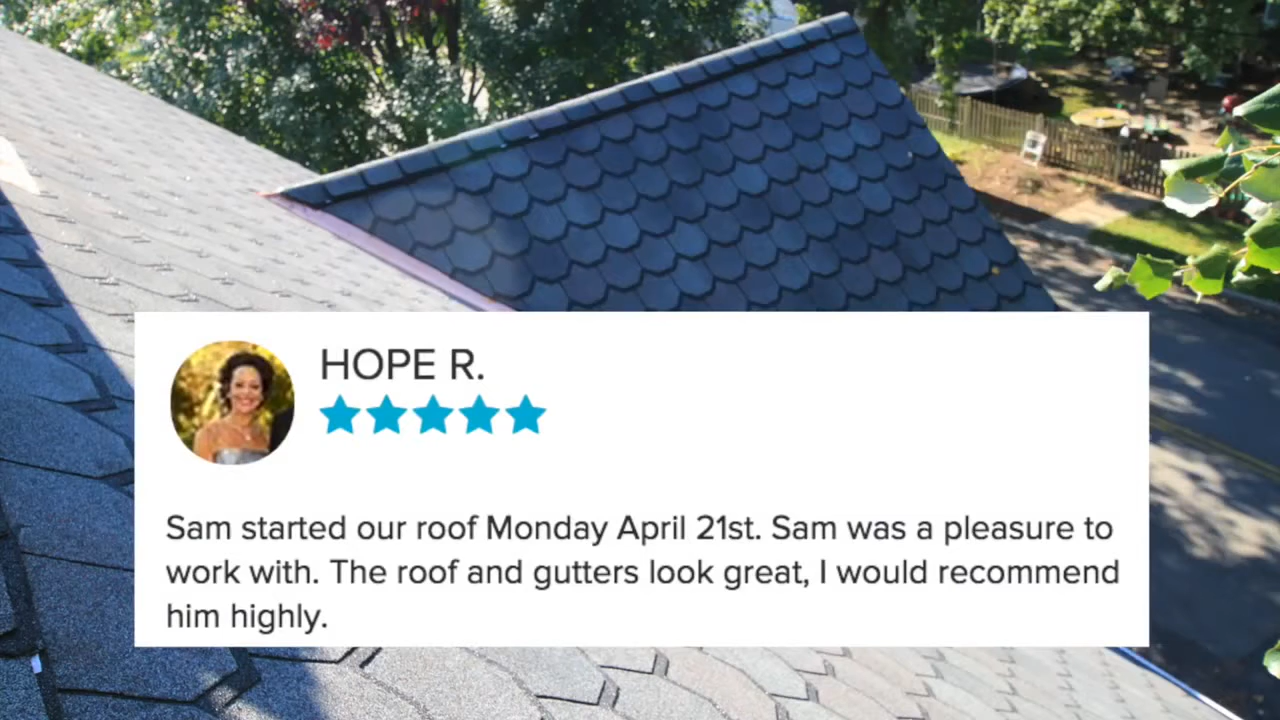 HOPE R.
Sam started our roof Monday April 21st. Sam was a pleasure to
work with. The roof and gutters look great, I would recommend
him highly.